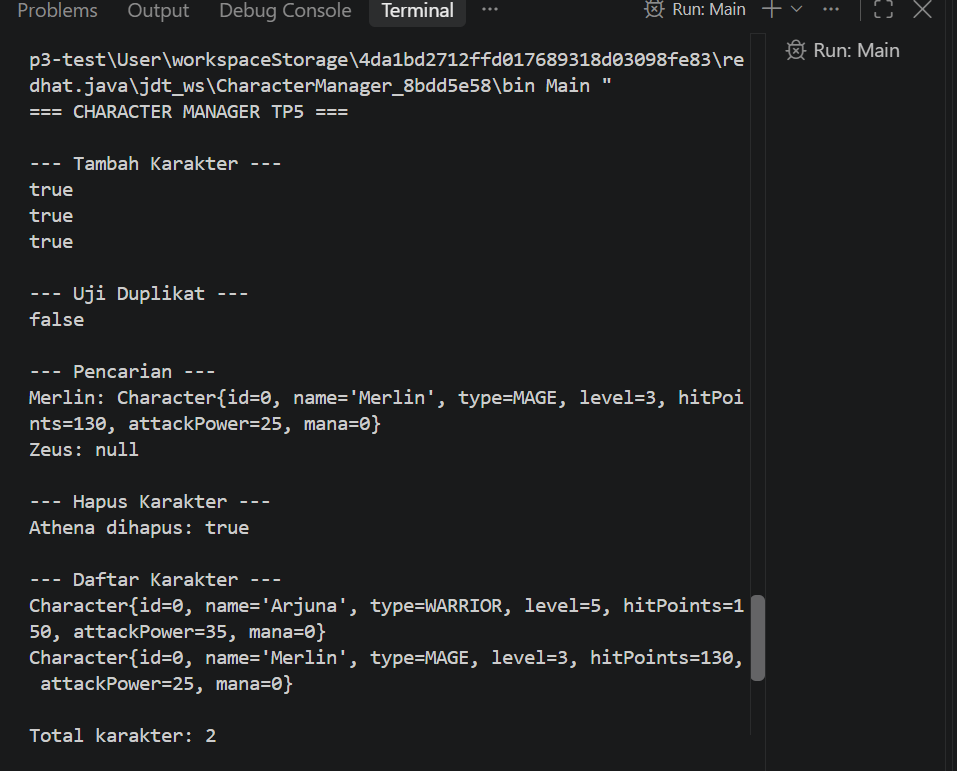 Problems Output Debug Console Terminal ··· Run: Main ···
Run: Main
p3-test\User\workspaceStorage\4da1bd2712ffd017689318d03098fe83\re
dhat.java\jdt_ws\CharacterManager_8bdd5e58\bin Main "
=== CHARACTER MANAGER TP5 ===
--- Tambah Karakter ---
true
true
true
--- Uji Duplikat ---
false
--- Pencarian ---
Merlin: Character{id=0, name='Merlin', type=MAGE, level=3, hitPoi
nts=130, attackPower=25, mana=0}
Zeus: null
--- Hapus Karakter ---
Athena dihapus: true
--- Daftar Karakter ---
Character{id=0, name='Arjuna', type=WARRIOR, level=5, hitPoints=1
50, attackPower=35, mana=0}
Character{id=0, name='Merlin', type=MAGE, level=3, hitPoints=130,
 attackPower=25, mana=0}
Total karakter: 2